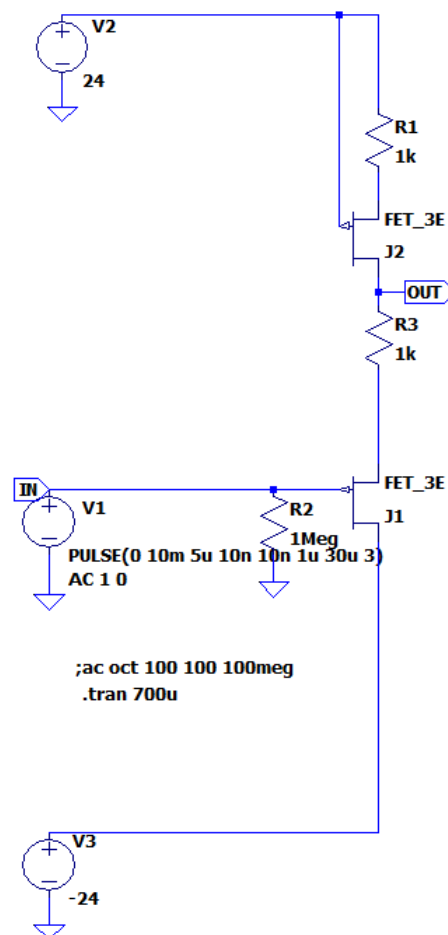 V2
24
R1
1k
FET_3E
J2
OUT
R3
1k
IN
V1
R2
1Meg
FET_3E
J1
PULSE(0 10m 5u 10n 10n 1u 30u 3)
AC 1 0
;ac oct 100 100 100meg
.tran 700u
V3
-24